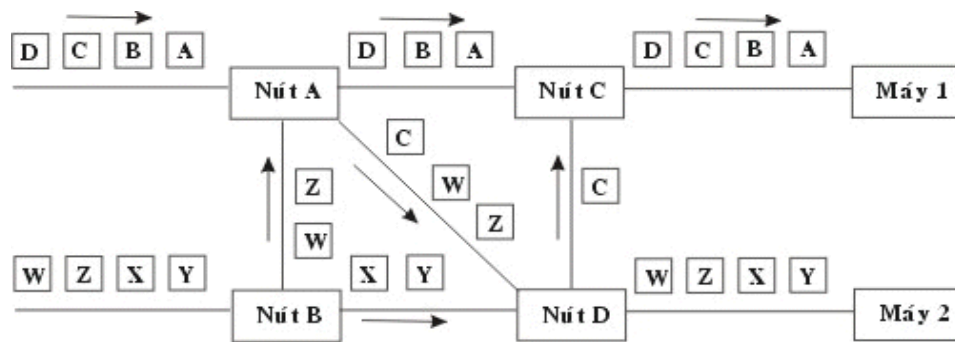 D C B A D B A D C B A
Nút A Nút C Máy 1
C
Z W C
W Z
W Z X Y X Y W Z X Y
Nút B Nút D Máy 2